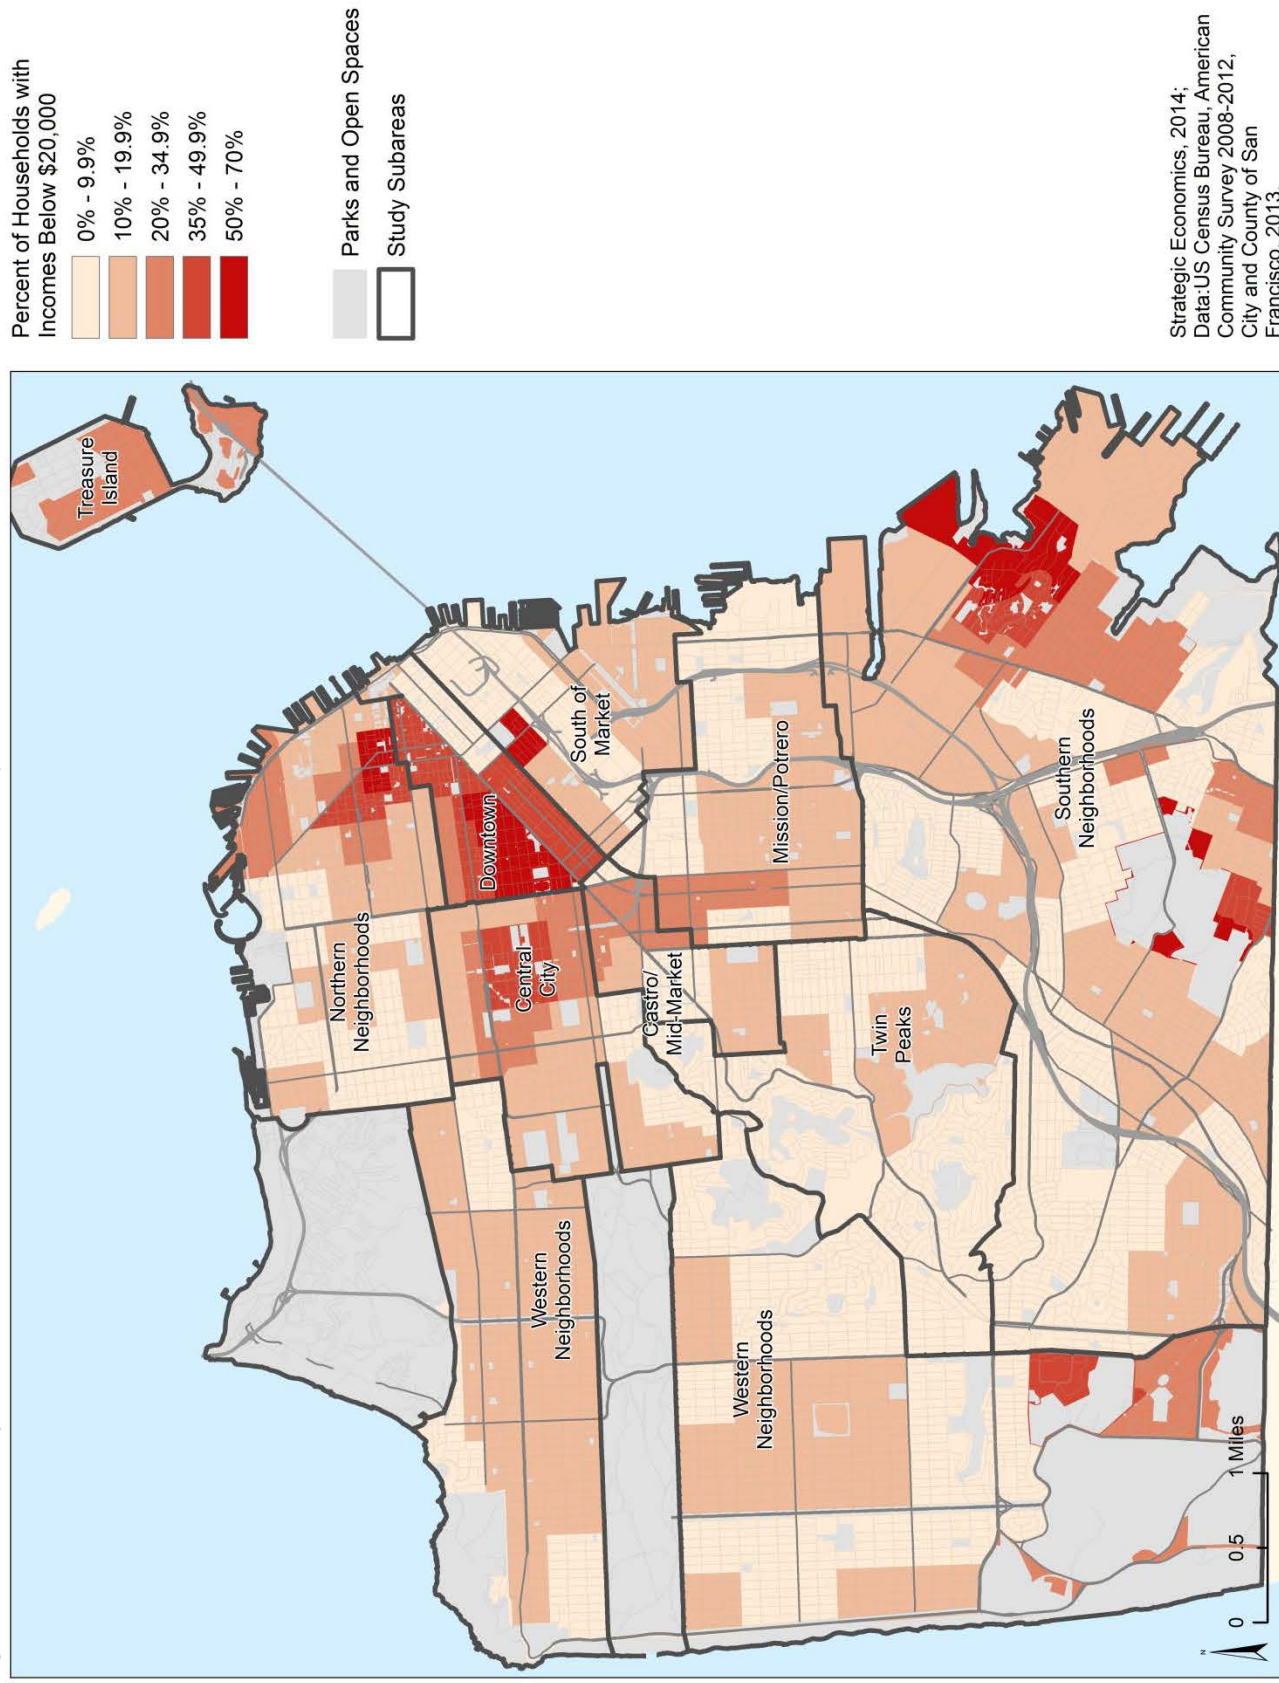 Percent of Households with
Incomes Below $20,000
0% - 9.9%
10% - 19.9%
20% - 34.9%
35% - 49.9%
50% - 70%
Parks and Open Spaces
Study Subareas
Strategic Economics, 2014;
Data:US Census Bureau, American
Community Survey 2008-2012,
City and County of San
Francisco, 2013.
Treasure
Island
Northern
Neighborhoods
Downtown
Central
City
South of
Market
Castro/
Mid-Market
Mission/Potrero
Western
Neighborhoods
Western
Neighborhoods
Twin
Peaks
Southern
Neighborhoods
N
0 0.5 1 Miles